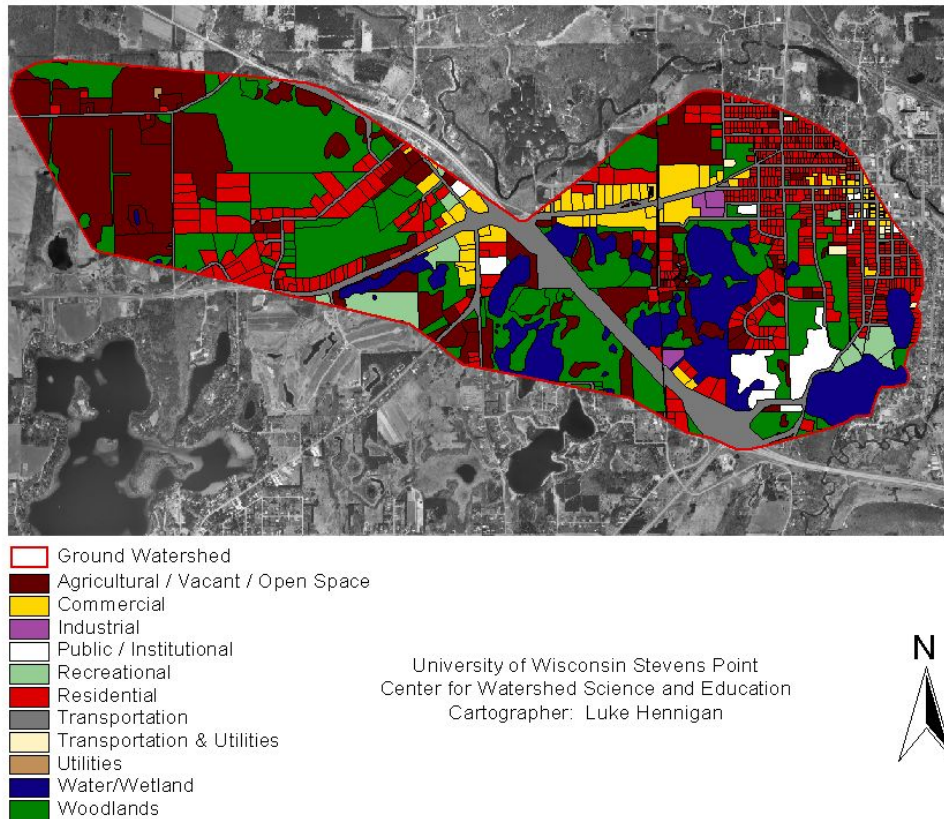 Ground Watershed
Agricultural / Vacant / Open Space
Commercial
Industrial
Public / Institutional
Recreational
Residential
Transportation
Transportation & Utilities
Utilities
Water/Wetland
Woodlands
University of Wisconsin Stevens Point
Center for Watershed Science and Education
Cartographer: Luke Hennigan
N